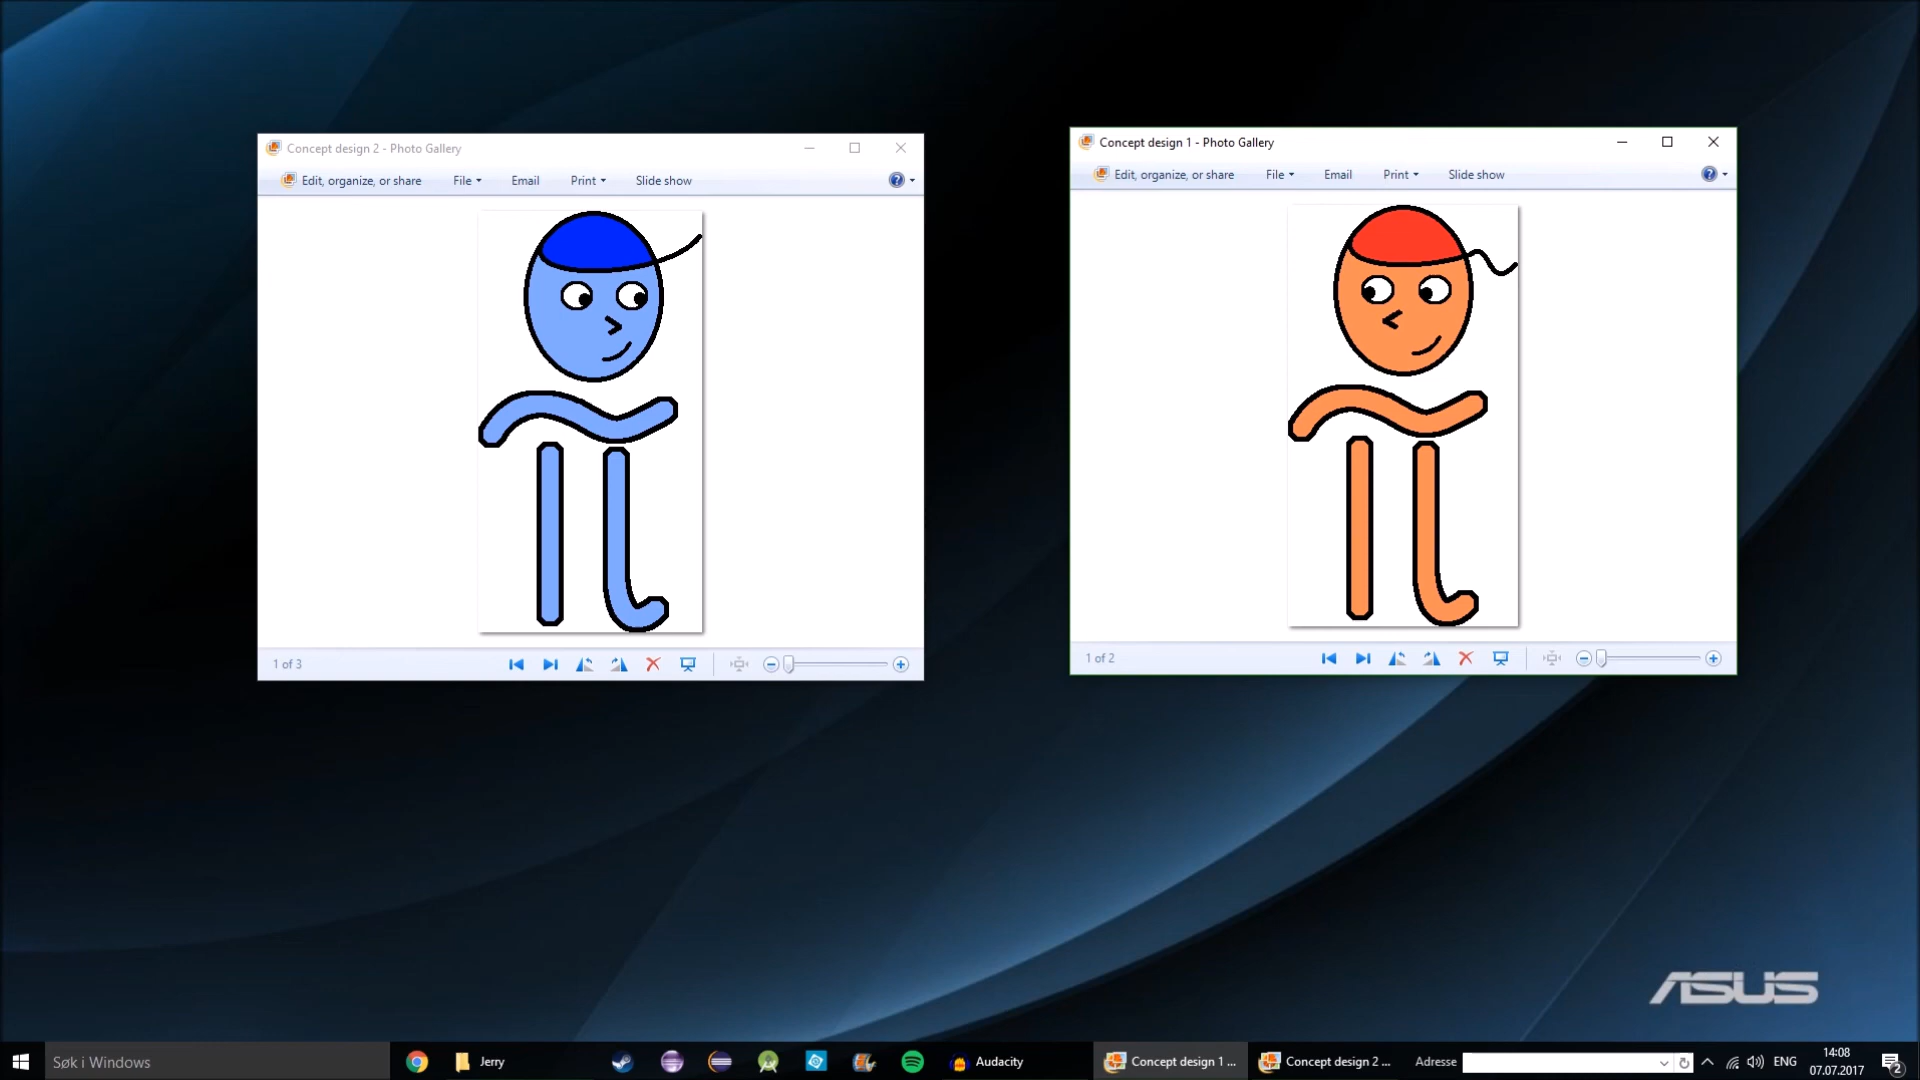 Concept design 2 - Photo Gallery
Edit, organize, or share File Email Print Slide show
1 of 3
Concept design 1 - Photo Gallery
Edit, organize, or share File Email Print Slide show
1 of 2
ASUS
Søk i Windows Jerry Audacity Concept design 1 ... Concept design 2 ... Adresse ENG
14:08
07.07.2017
2